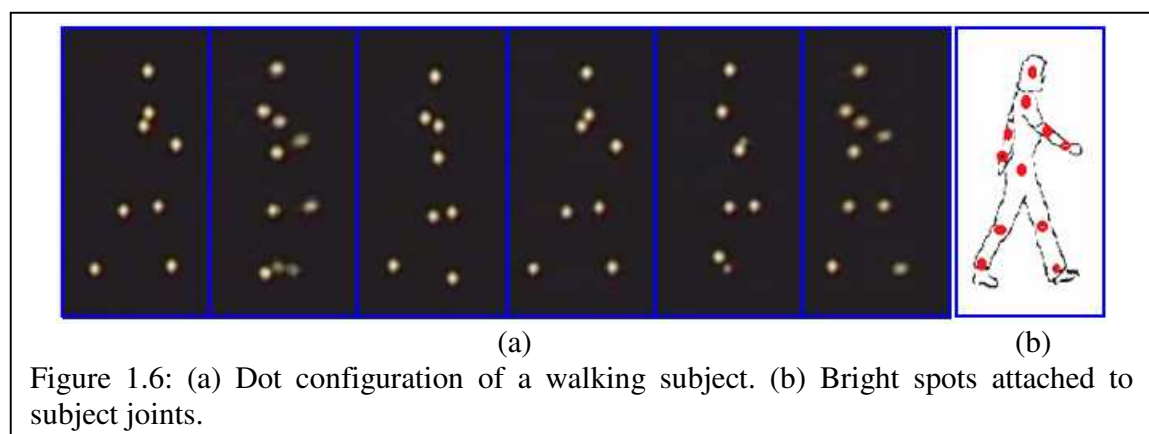 (a) (b)
Figure 1.6: (a) Dot configuration of a walking subject. (b) Bright spots attached to
subject joints.